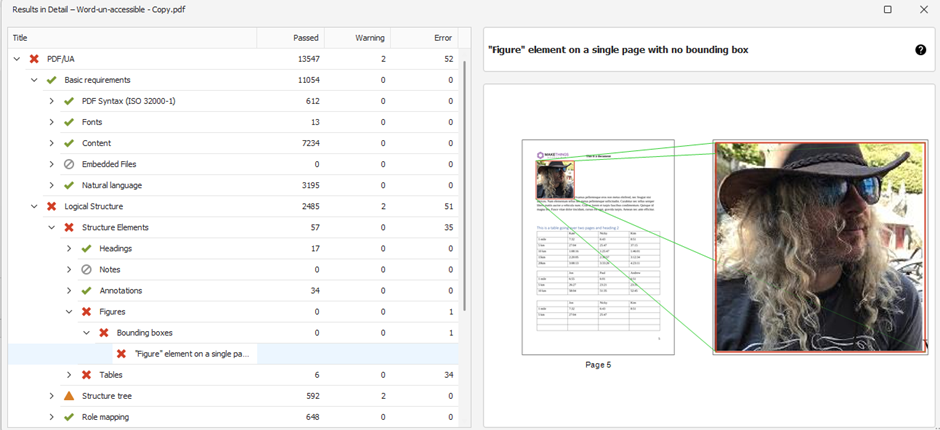 Results in Detail – Word-un-accessible - Copy.pdf
Title Passed Warning Error
PDF/UA 13547 2 52
Basic requirements 11054 0 0
PDF Syntax (ISO 32000-1) 612 0 0
Fonts 13 0 0
Content 7234 0 0
Embedded Files 0 0 0
Natural language 3195 0 0
Logical Structure 2485 2 51
Structure Elements 57 0 35
Headings 17 0 0
Notes 0 0 0
Annotations 34 0 0
Figures 0 0 1
Bounding boxes 0 0 1
"Figure" element on a single pa... 0 0 1
Tables 6 0 34
Structure tree 592 2 0
Role mapping 648 0 0
"Figure" element on a single page with no bounding box
?
MAKETHINGS
This is a table going over two pages and heading 1
Page 5